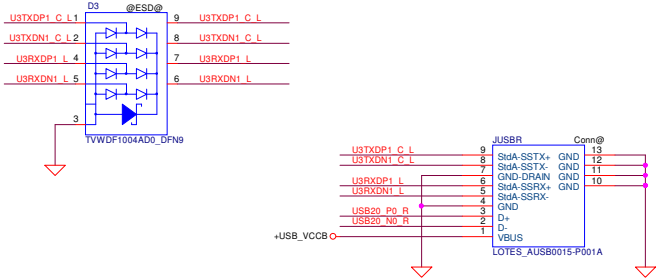 D3 @ESD@
U3TXDP1_C_L 1 9 U3TXDP1_C_L
U3TXDN1_C_L 2 8 U3TXDN1_C_L
U3RXDP1_L 4 7 U3RXDP1_L
U3RXDN1_L 5 6 U3RXDN1_L
3
TVWDF1004AD0_DFN9
JUSBR Conn@
U3TXDP1_C_L 9 StdA-SSTX+ GND 13
U3TXDN1_C_L 8 StdA-SSTX- GND 12
7 GND-DRAIN GND 11
U3RXDP1_L 6 StdA-SSRX+ GND 10
U3RXDN1_L 5 StdA-SSRX-
4 GND
USB20_P0_R 3 D+
USB20_N0_R 2 D-
+USB_VCCB 1 VBUS
LOTES_AUSB0015-P001A